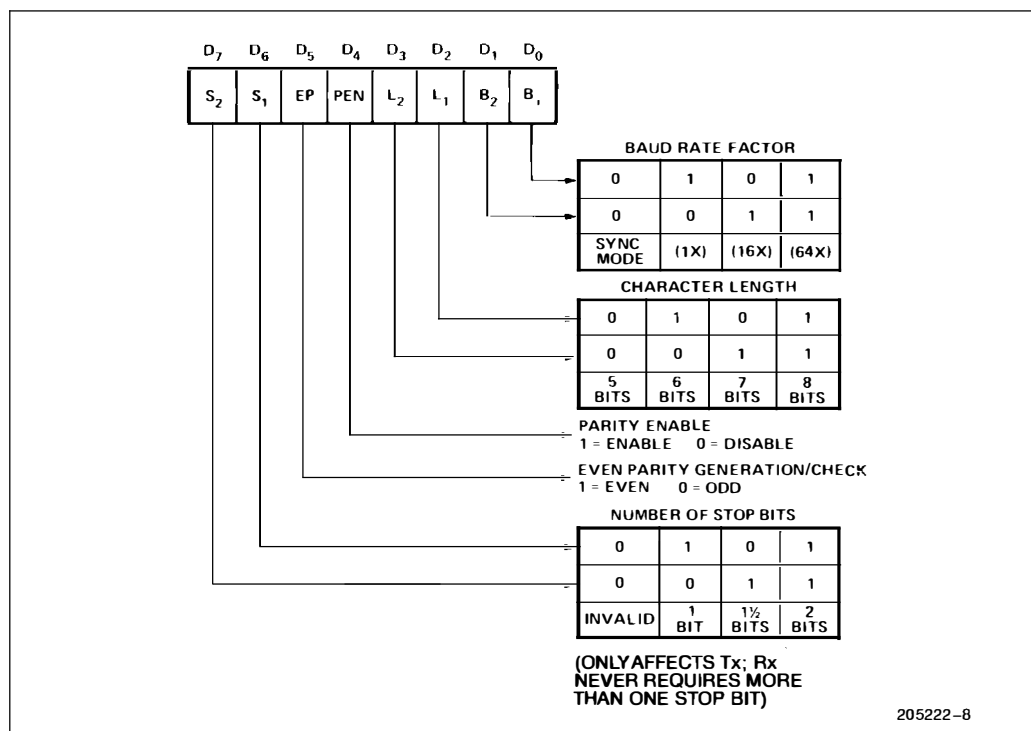 D7 D6 D5 D4 D3 D2 D1 D0
S2 S1 EP PEN L2 L1 B2 B1
BAUD RATE FACTOR
0 1 0 1
0 0 1 1
SYNC MODE (1X) (16X) (64X)
CHARACTER LENGTH
0 1 0 1
0 0 1 1
5 BITS 6 BITS 7 BITS 8 BITS
PARITY ENABLE
1 = ENABLE 0 = DISABLE
EVEN PARITY GENERATION/CHECK
1 = EVEN 0 = ODD
NUMBER OF STOP BITS
0 1 0 1
0 0 1 1
INVALID 1 BIT 1½ BITS 2 BITS
(ONLY AFFECTS Tx; Rx
NEVER REQUIRES MORE
THAN ONE STOP BIT)
205222–8